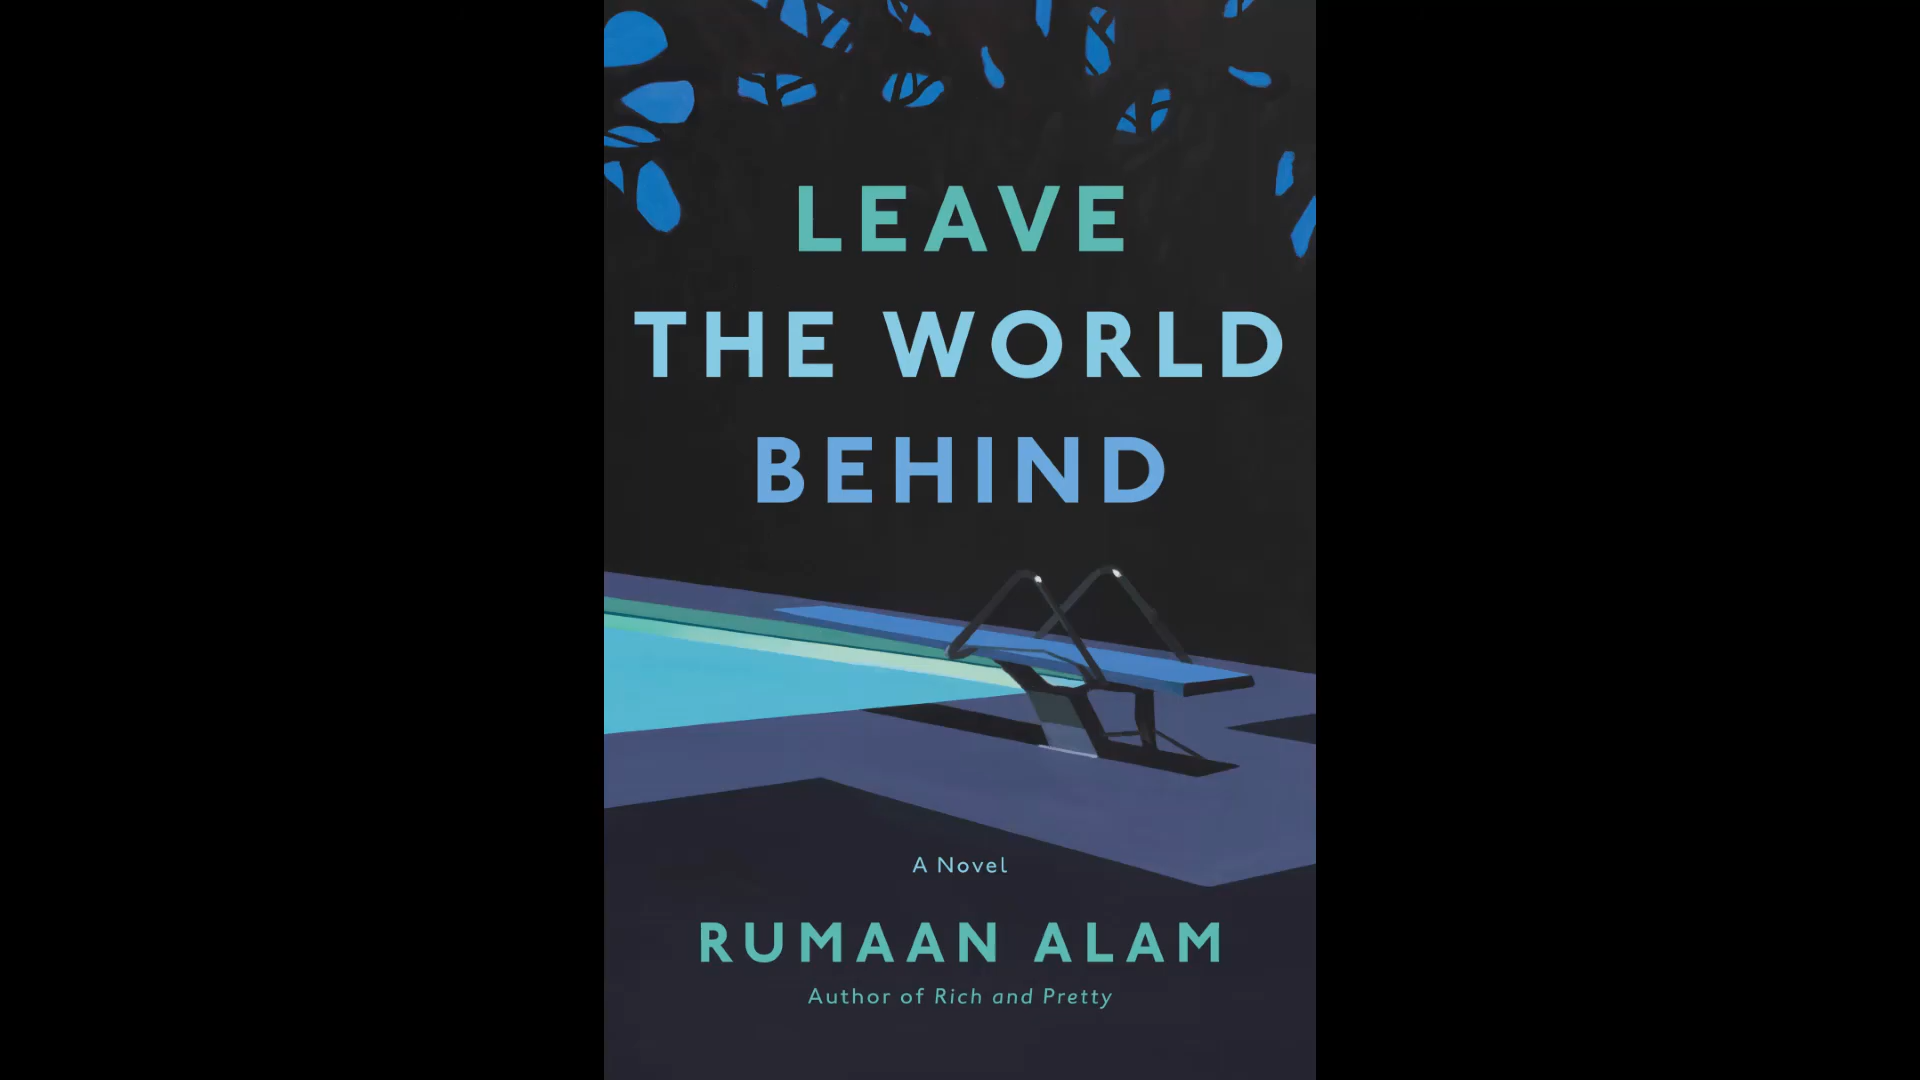 LEAVE
THE WORLD
BEHIND
A Novel
RUMAAN ALAM
Author of Rich and Pretty